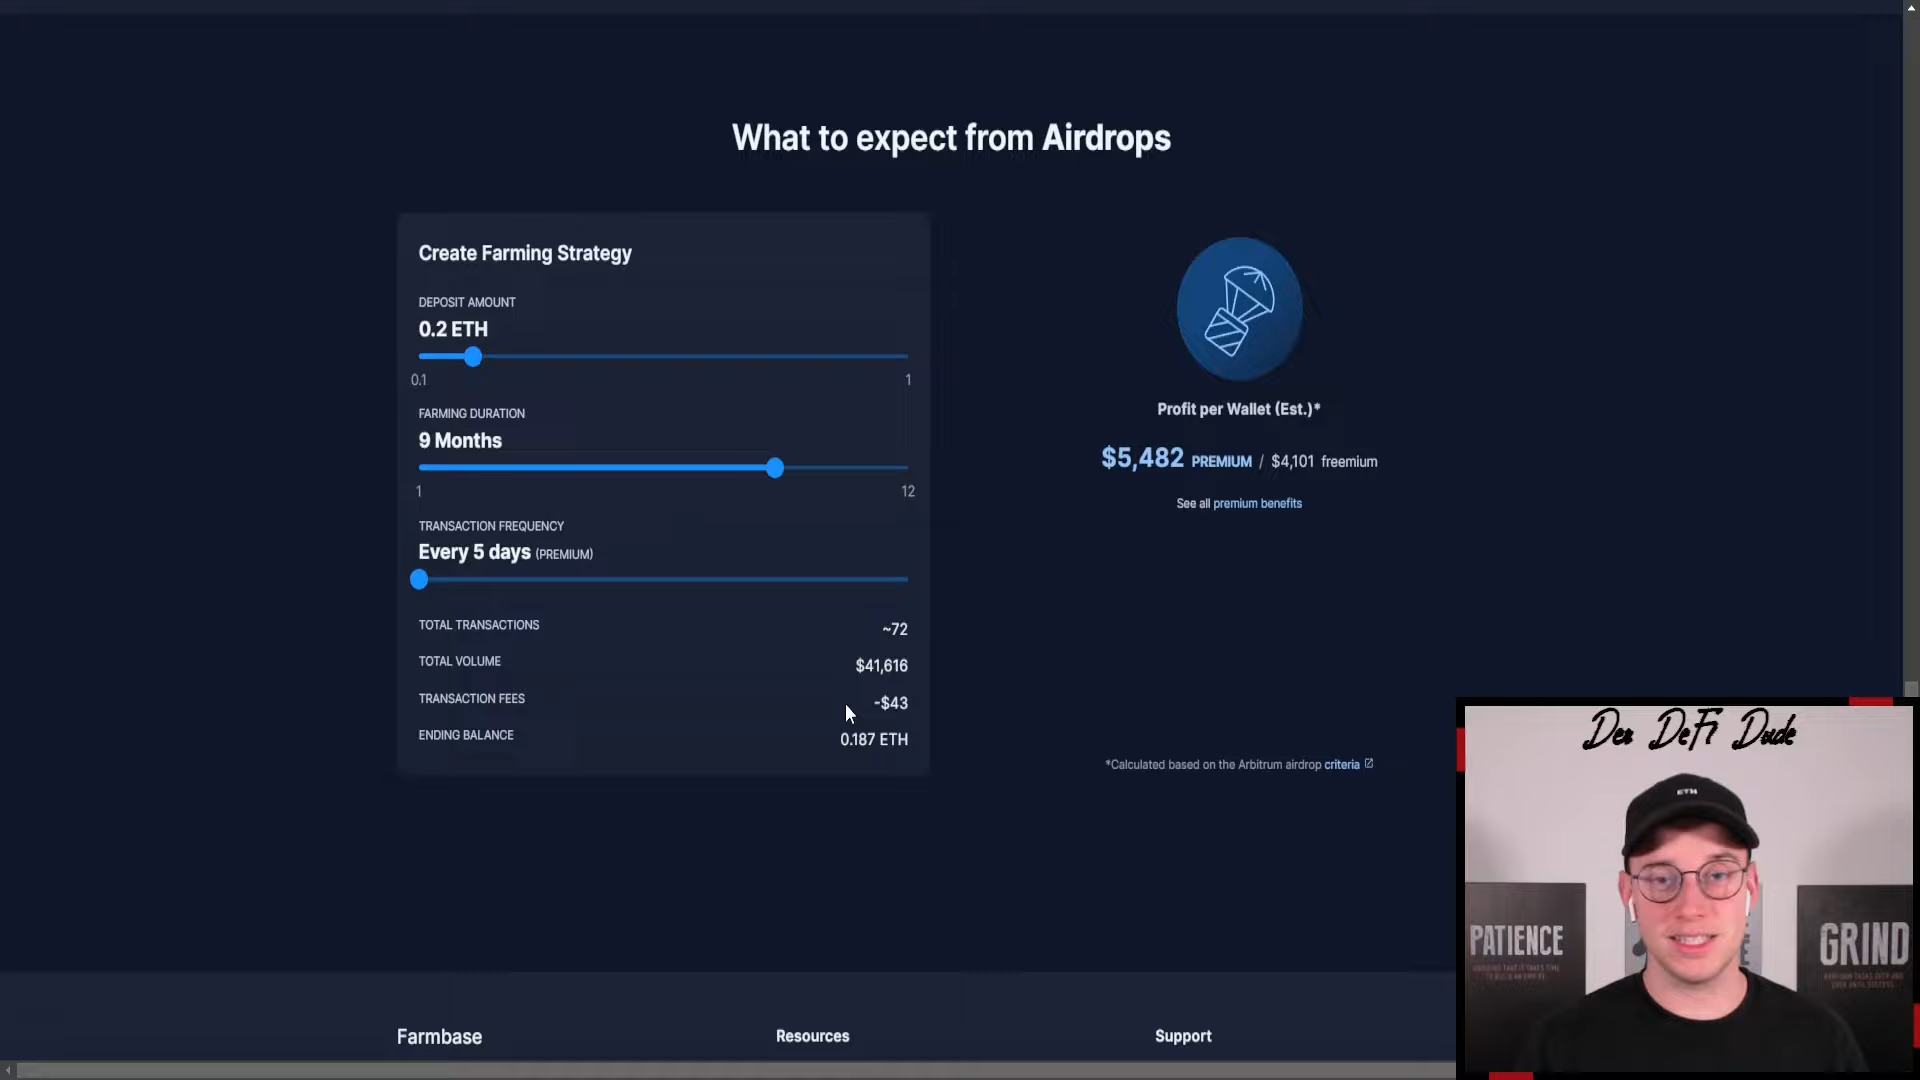 What to expect from Airdrops
Create Farming Strategy
DEPOSIT AMOUNT
0.2 ETH
0.1 1
FARMING DURATION
9 Months
1 12
TRANSACTION FREQUENCY
Every 5 days (PREMIUM)
TOTAL TRANSACTIONS ~72
TOTAL VOLUME $41,616
TRANSACTION FEES -$43
ENDING BALANCE 0.187 ETH
Profit per Wallet (Est.)*
$5,482 PREMIUM / $4,101 freemium
See all premium benefits
*Calculated based on the Arbitrum airdrop criteria
Farmbase Resources Support
Der DeFi Dude
ETH
PATIENCE
GRIND